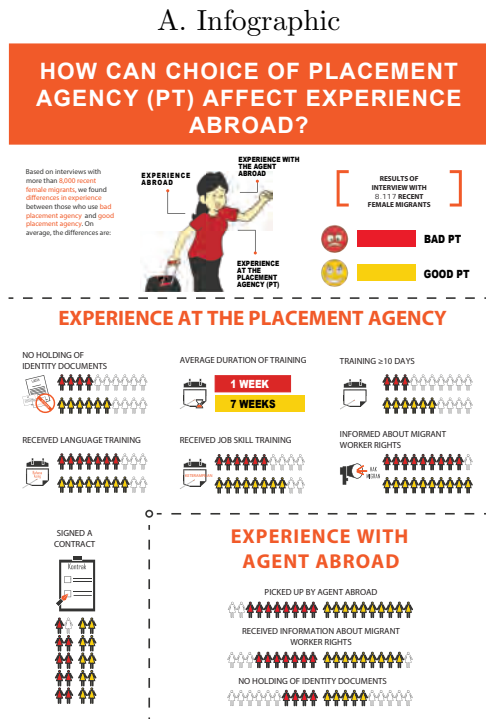 A. Infographic
HOW CAN CHOICE OF PLACEMENT
AGENCY (PT) AFFECT EXPERIENCE
ABROAD?
Based on interviews with
more than 8,000 recent
female migrants, we found
differences in experience
between those who use bad
placement agency and good
placement agency. On
average, the differences are:
EXPERIENCE
ABROAD
EXPERIENCE WITH
THE AGENT
ABROAD
EXPERIENCE
AT THE
PLACEMENT
AGENCY (PT)
RESULTS OF
INTERVIEW WITH
8.117 RECENT
FEMALE MIGRANTS
BAD PT
GOOD PT
EXPERIENCE AT THE PLACEMENT AGENCY
NO HOLDING OF
IDENTITY DOCUMENTS
AVERAGE DURATION OF TRAINING
1 WEEK
7 WEEKS
TRAINING ≥10 DAYS
RECEIVED LANGUAGE TRAINING
RECEIVED JOB SKILL TRAINING
INFORMED ABOUT MIGRANT
WORKER RIGHTS
HAK
MIGRAN
SIGNED A
CONTRACT
Kontrak
EXPERIENCE WITH
AGENT ABROAD
PICKED UP BY AGENT ABROAD
RECEIVED INFORMATION ABOUT MIGRANT
WORKER RIGHTS
NO HOLDING OF IDENTITY DOCUMENTS